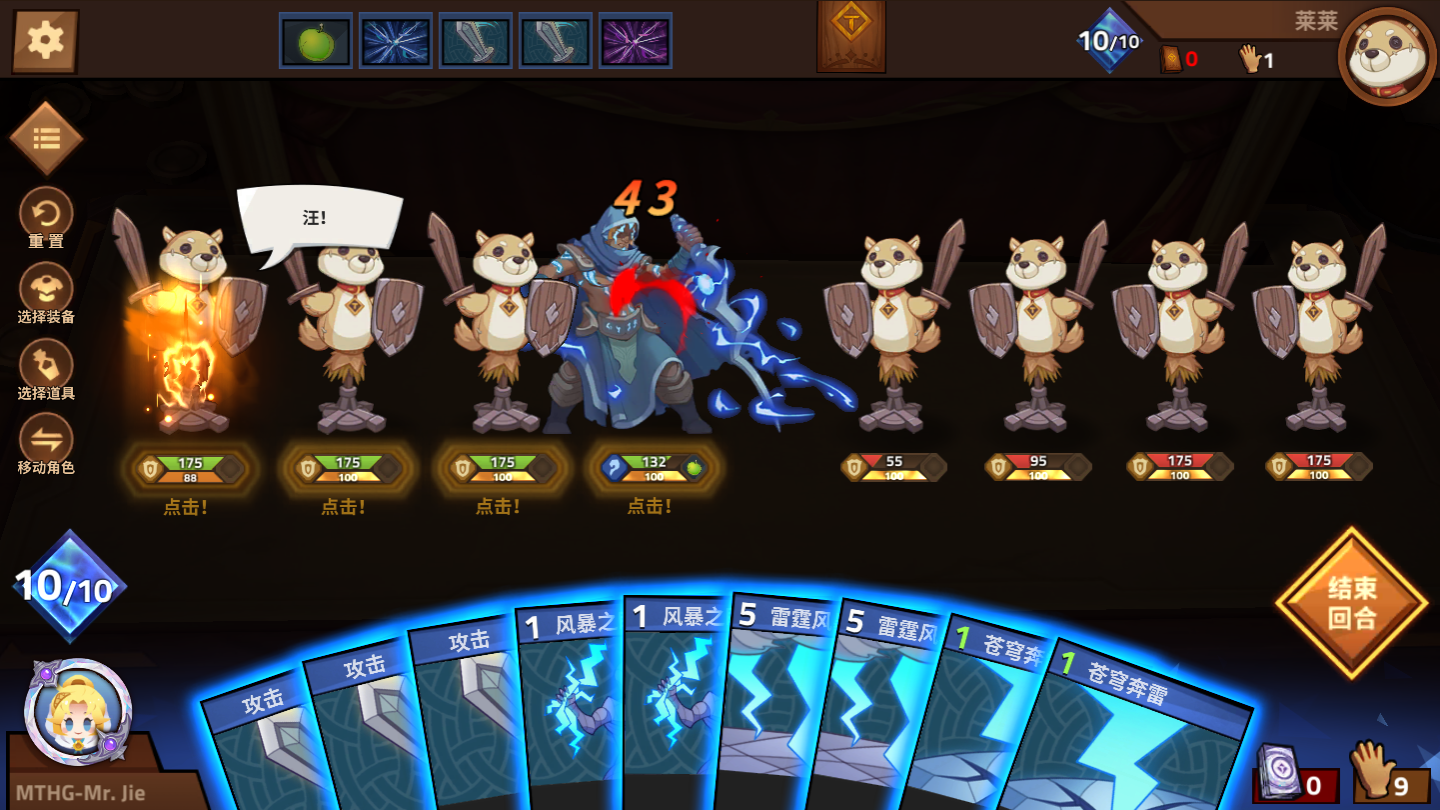 10/10
莱莱
0
1
重置
选择装备
选择道具
移动角色
汪!
43
175
88
点击!
175
100
点击!
175
100
点击!
132
100
点击!
55
100
95
100
175
100
175
100
10/10
结束
回合
攻击
攻击
攻击
1 风暴之
1 风暴之
5 雷霆风
5 雷霆风
1 苍穹奔
1 苍穹奔雷
MTHG-Mr. Jie
0
9